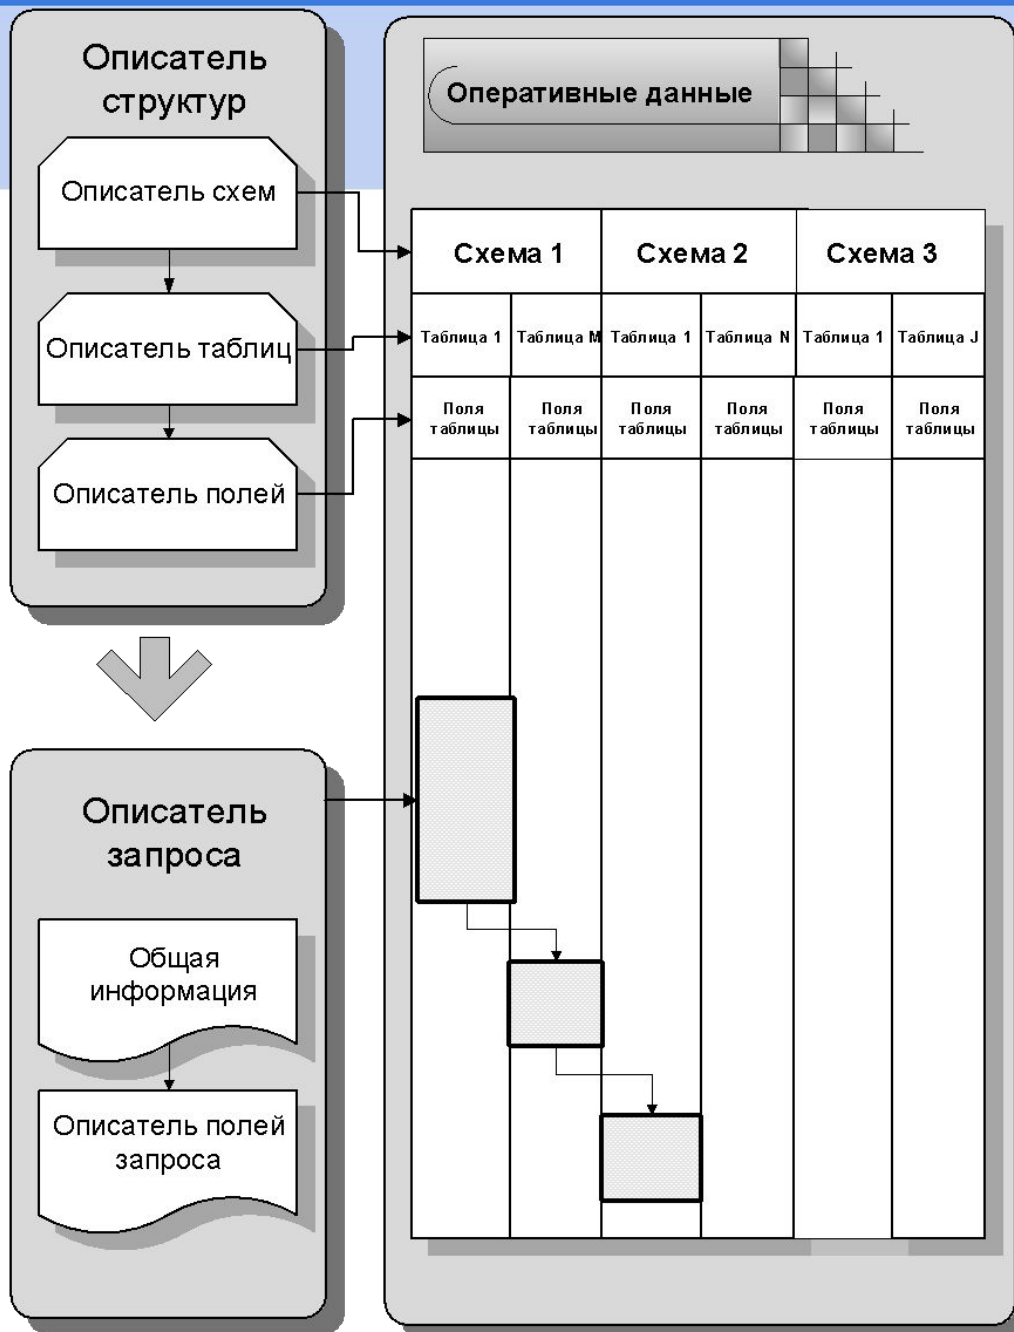 Описатель
структур
Описатель схем
Описатель таблиц
Описатель полей
Описатель
запроса
Общая
информация
Описатель полей
запроса
Оперативные данные
Схема 1 Схема 2 Схема 3
Таблица 1 Таблица M Таблица 1 Таблица N Таблица 1 Таблица J
Поля Поля Поля Поля Поля Поля
таблицы таблицы таблицы таблицы таблицы таблицы